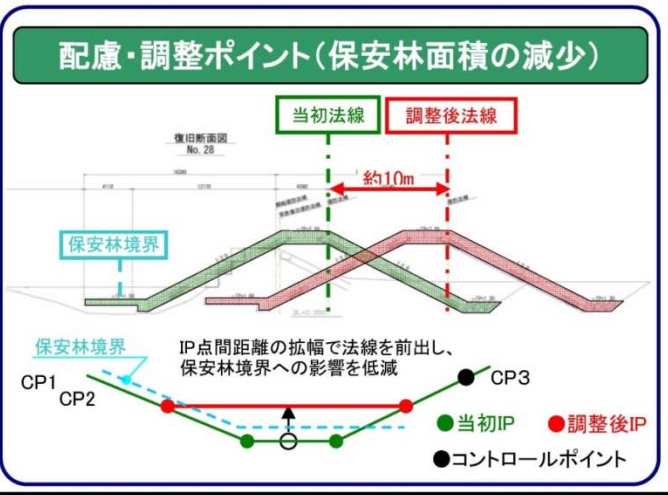 配慮・調整ポイント(保安林面積の減少)
当初法線
調整後法線
復旧断面図
No. 28
約10m
保安林境界
保安林境界
IP点間距離の拡幅で法線を前出し、
保安林境界への影響を低減
CP1
CP2
CP3
●当初IP ●調整後IP
●コントロールポイント